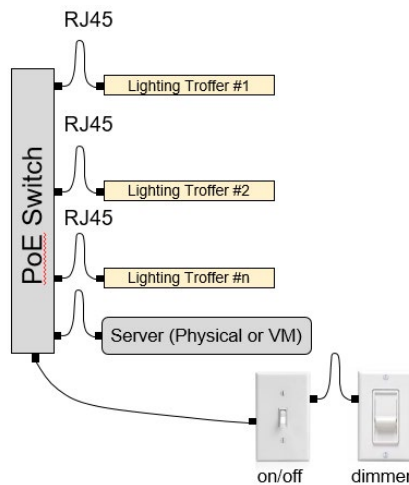 RJ45
Lighting Troffer #1
RJ45
Lighting Troffer #2
RJ45
Lighting Troffer #n
PoE Switch
Server (Physical or VM)
on/off
dimmer